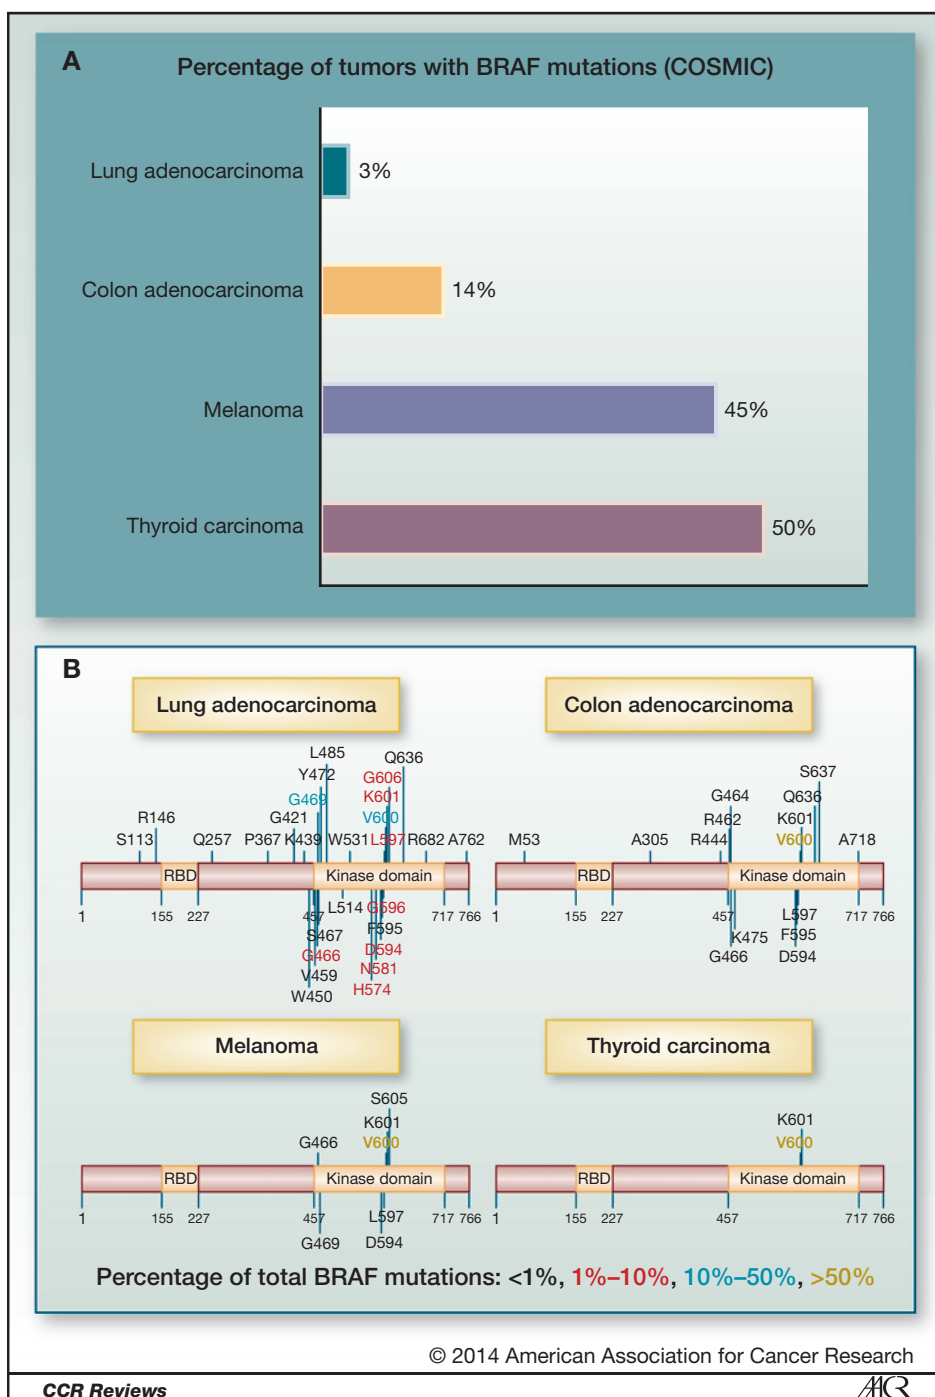 A
Percentage of tumors with BRAF mutations (COSMIC)
Lung adenocarcinoma
3%
Colon adenocarcinoma
14%
Melanoma
45%
Thyroid carcinoma
50%
B
Lung adenocarcinoma
L485
Q636
Y472
G606
G469
K601
R146
G421
V600
S113
Q257
P367
K439
W531
L597
R682
A762
RBD
Kinase domain
1
155
227
457
717
766
L514
G596
S467
F595
G466
D594
V459
N581
W450
H574
Colon adenocarcinoma
S637
G464
Q636
R462
K601
M53
A305
R444
V600
A718
RBD
Kinase domain
1
155
227
457
717
766
L597
K475
F595
G466
D594
Melanoma
S605
K601
G466
V600
RBD
Kinase domain
1
155
227
457
717
766
L597
G469
D594
Thyroid carcinoma
K601
V600
RBD
Kinase domain
1
155
227
457
717
766
Percentage of total BRAF mutations: <1%, 1%–10%, 10%–50%, >50%
© 2014 American Association for Cancer Research
CCR Reviews
AACR